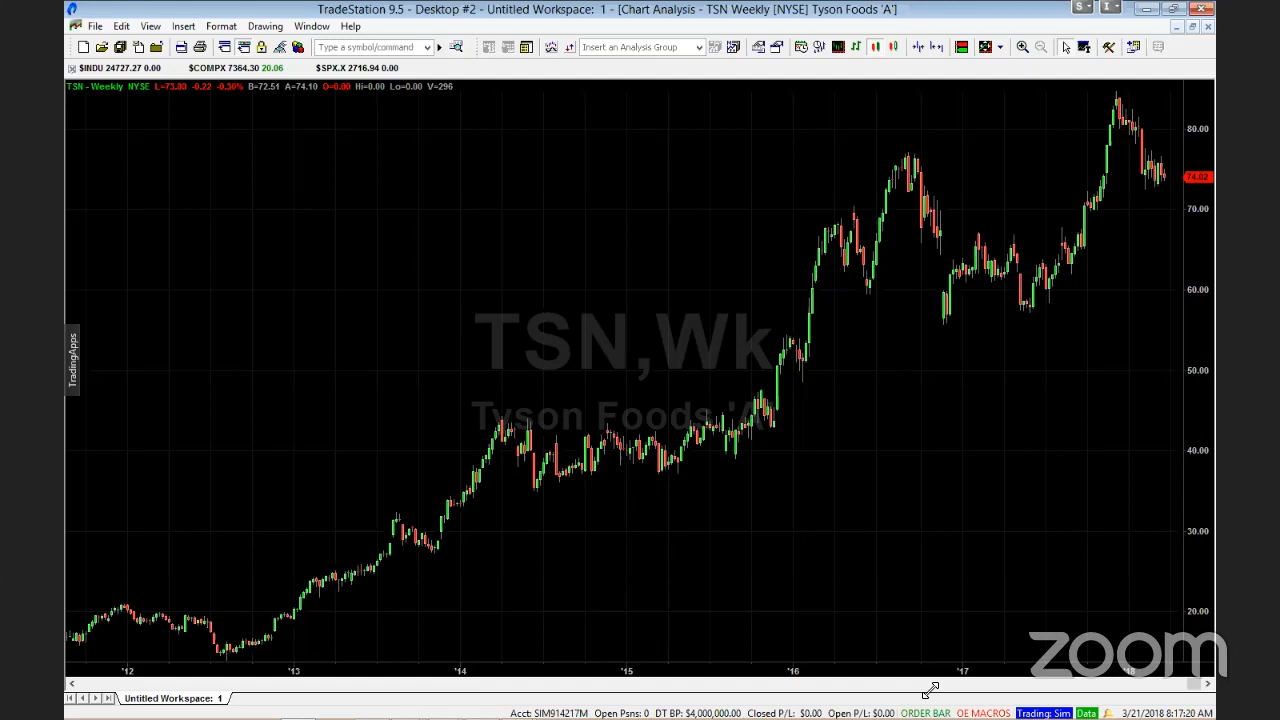 TradeStation 9.5 - Desktop #2 - Untitled Workspace: 1 - [Chart Analysis - TSN Weekly [NYSE] Tyson Foods 'A']
S I
File Edit View Insert Format Drawing Window Help
Type a symbol/command Insert an Analysis Group
$INDU 24727.27 0.00 $COMPX 7364.30 20.06 $SPX.X 2716.94 0.00
TSN - Weekly NYSE L=73.80 -0.22 -0.30% B=72.51 A=74.10 O=0.00 Hi=0.00 Lo=0.00 V=296
80.00
74.02
70.00
60.00
TSN,Wk
Tyson Foods 'A'
TradingApps
50.00
40.00
30.00
20.00
zoom
'12 '13 '14 '15 '16 '17 '18
Untitled Workspace: 1
Acct: SIM914217M Open Psns: 0 DT BP: $4,000,000.00 Closed P/L: $0.00 Open P/L: $0.00 ORDER BAR OE MACROS Trading: Sim Data 3/21/2018 8:17:20 AM